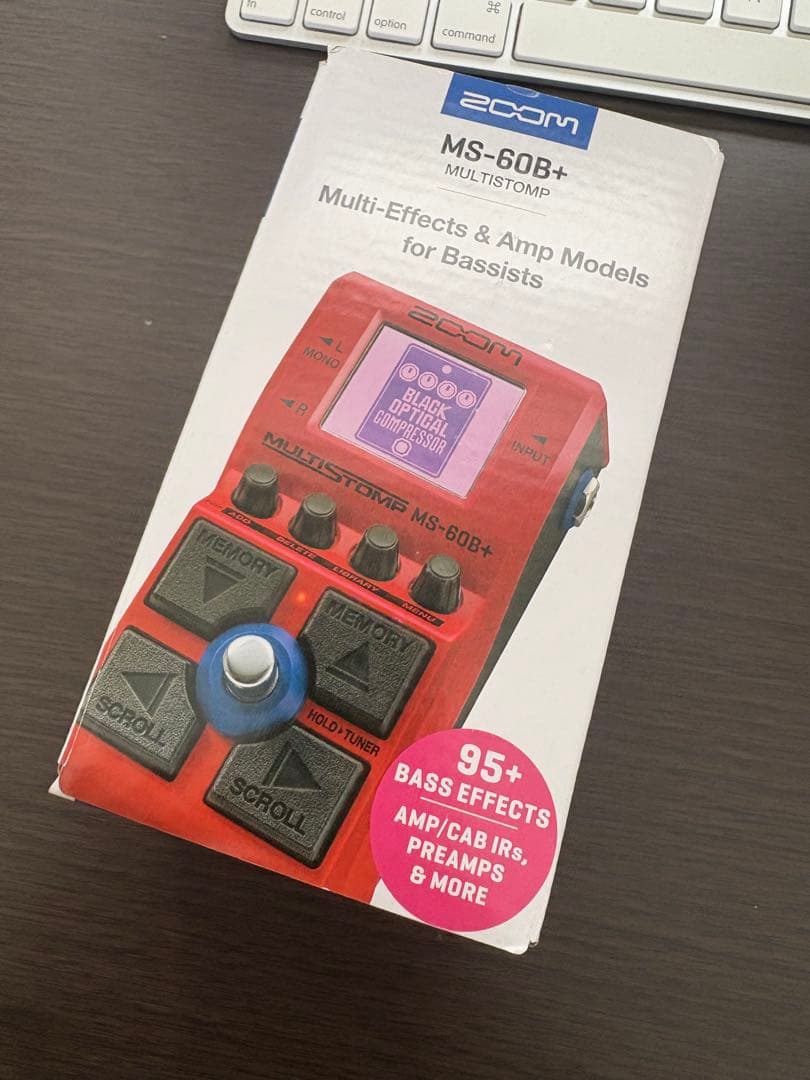 fn
control
option
⌘
command
ZOOM
MS-60B+
MULTISTOMP
Multi-Effects & Amp Models
for Bassists
ZOOM
L
MONO
R
BLACK
OPTICAL
COMPRESSOR
INPUT
MULTISTOMP MS-60B+
ADD
DELETE
LIBRARY
MENU
MEMORY
MEMORY
SCROLL
HOLD▸TUNER
SCROLL
95+
BASS EFFECTS
AMP/CAB IRs,
PREAMPS
& MORE